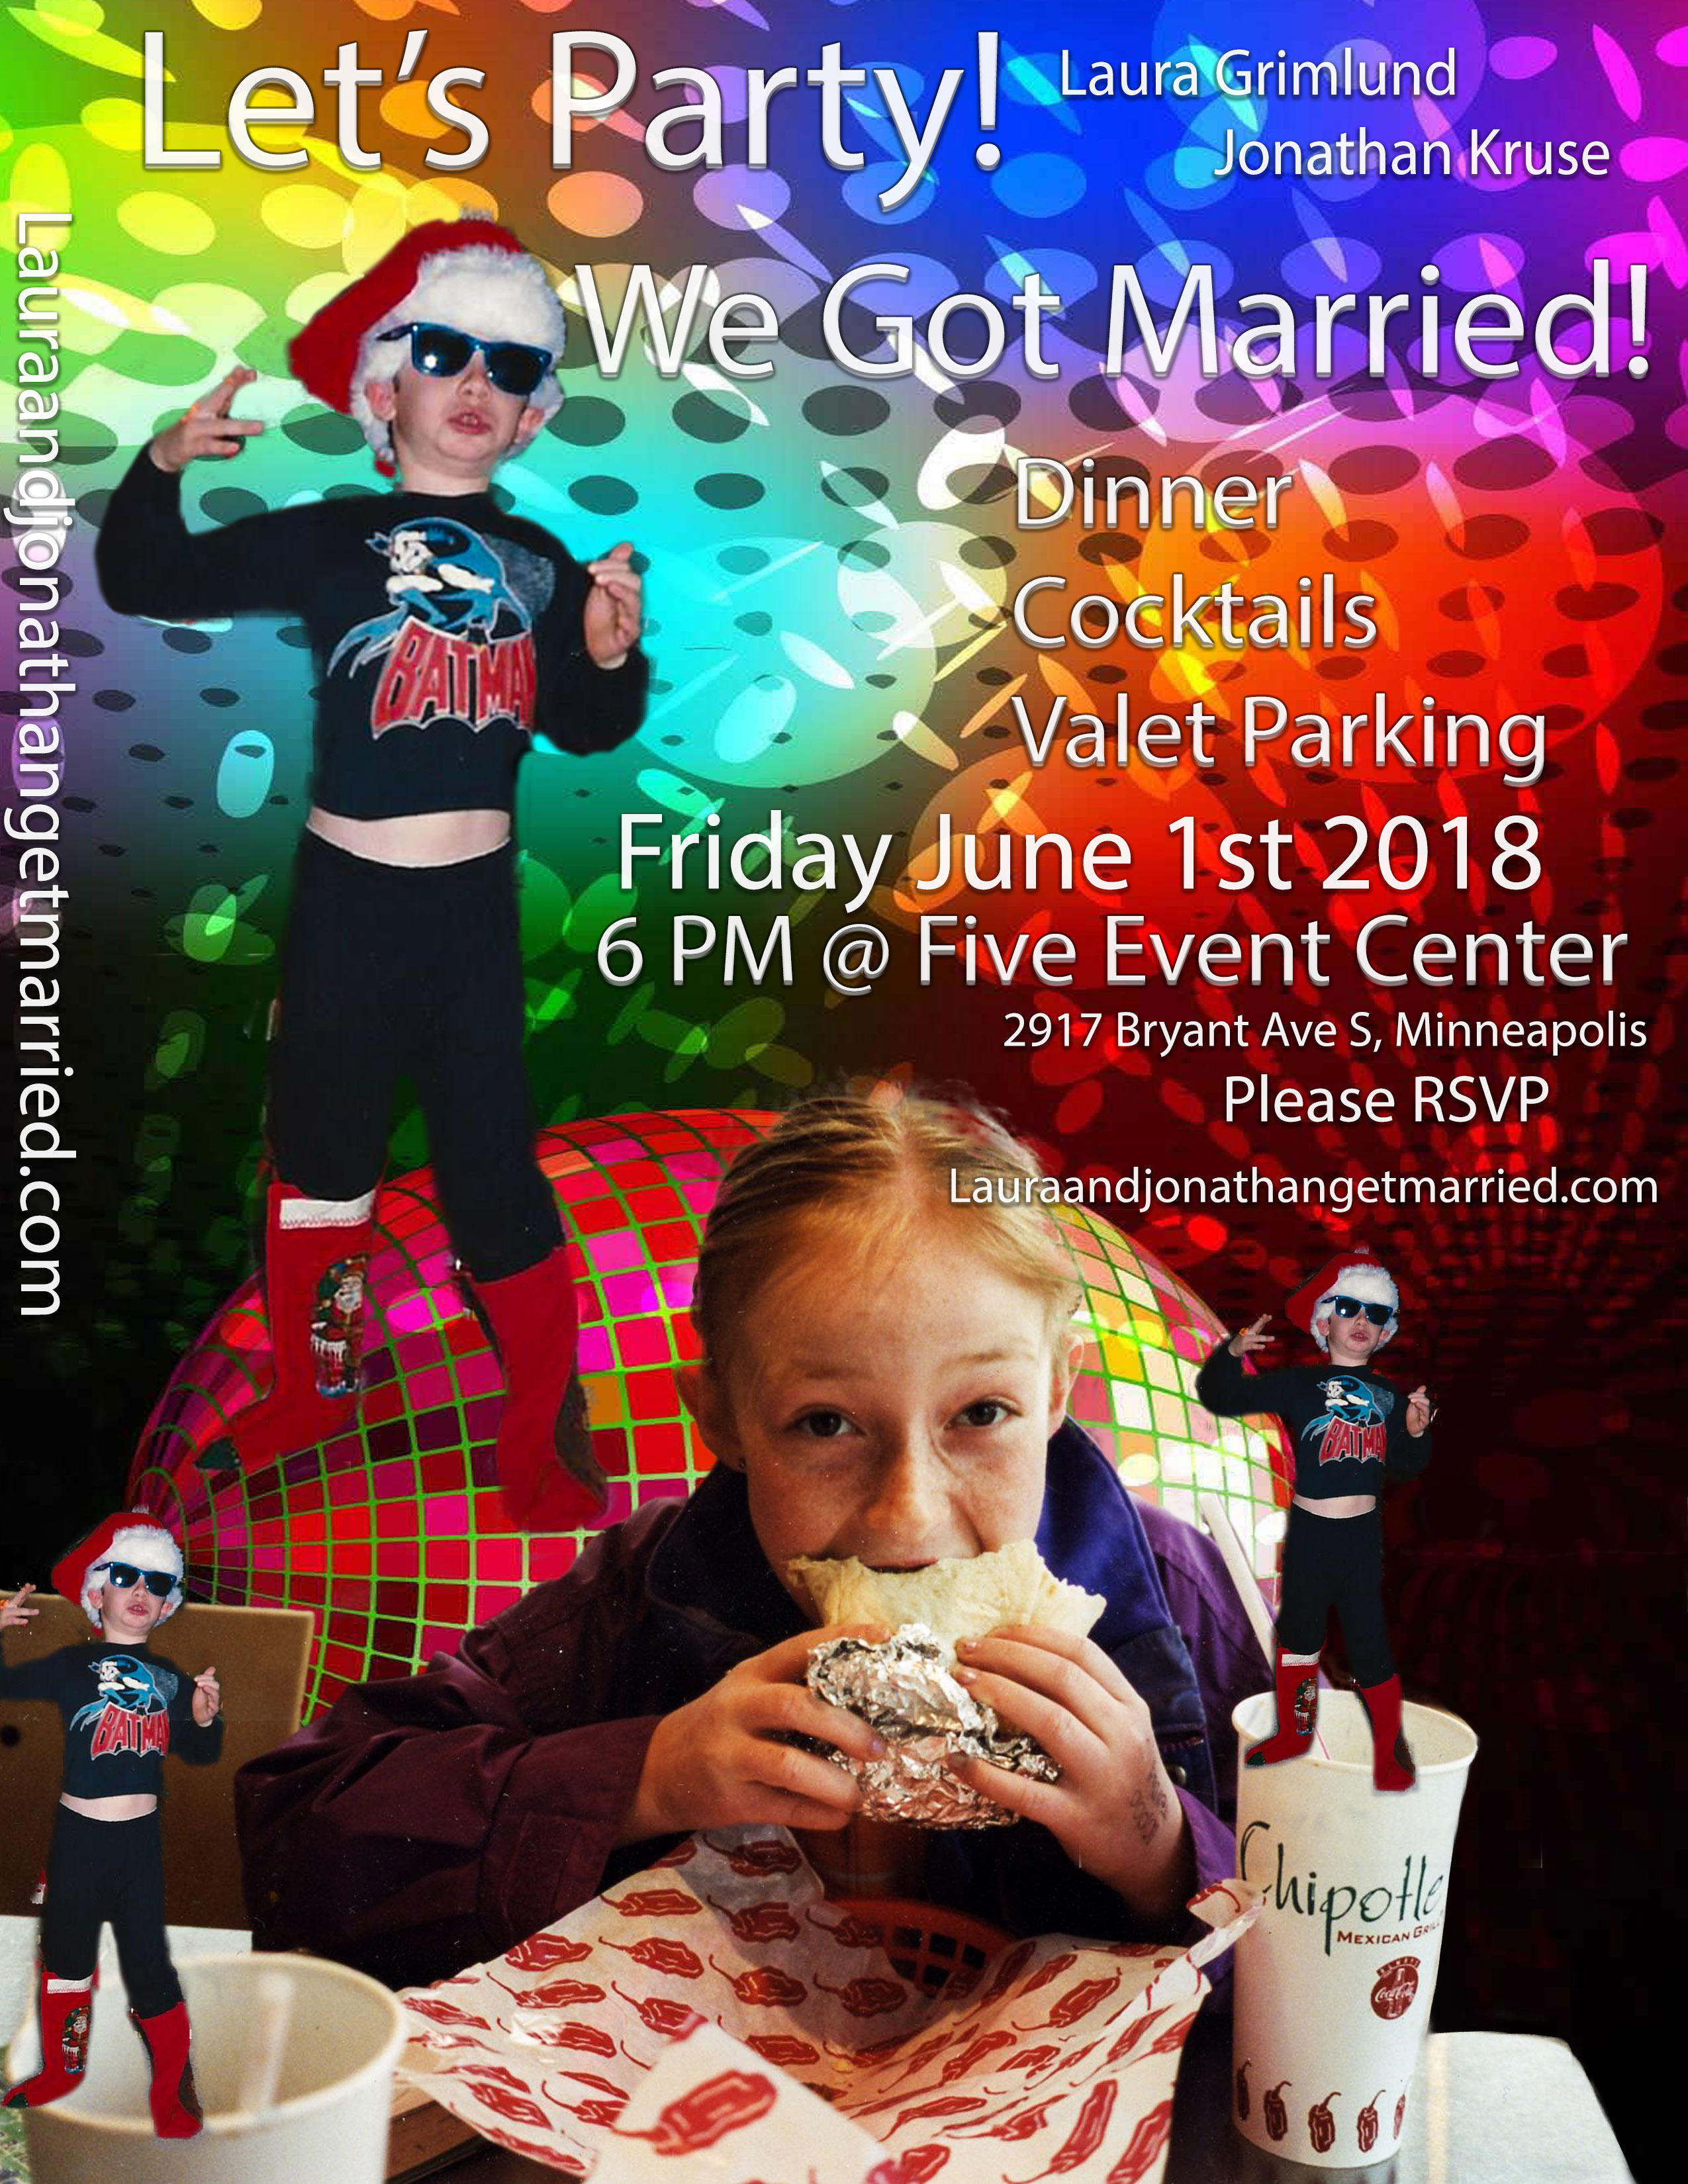 Let's Party!
Laura Grimlund
Jonathan Kruse
We Got Married!
Dinner
Cocktails
Valet Parking
Friday June 1st 2018
6 PM @ Five Event Center
2917 Bryant Ave S, Minneapolis
Please RSVP
Lauraandjonathangetmarried.com
Lauraandjonathangetmarried.com
BATMAN
BATMAN
BATMAN
Chipotle
MEXICAN GRILL
Coca-Cola